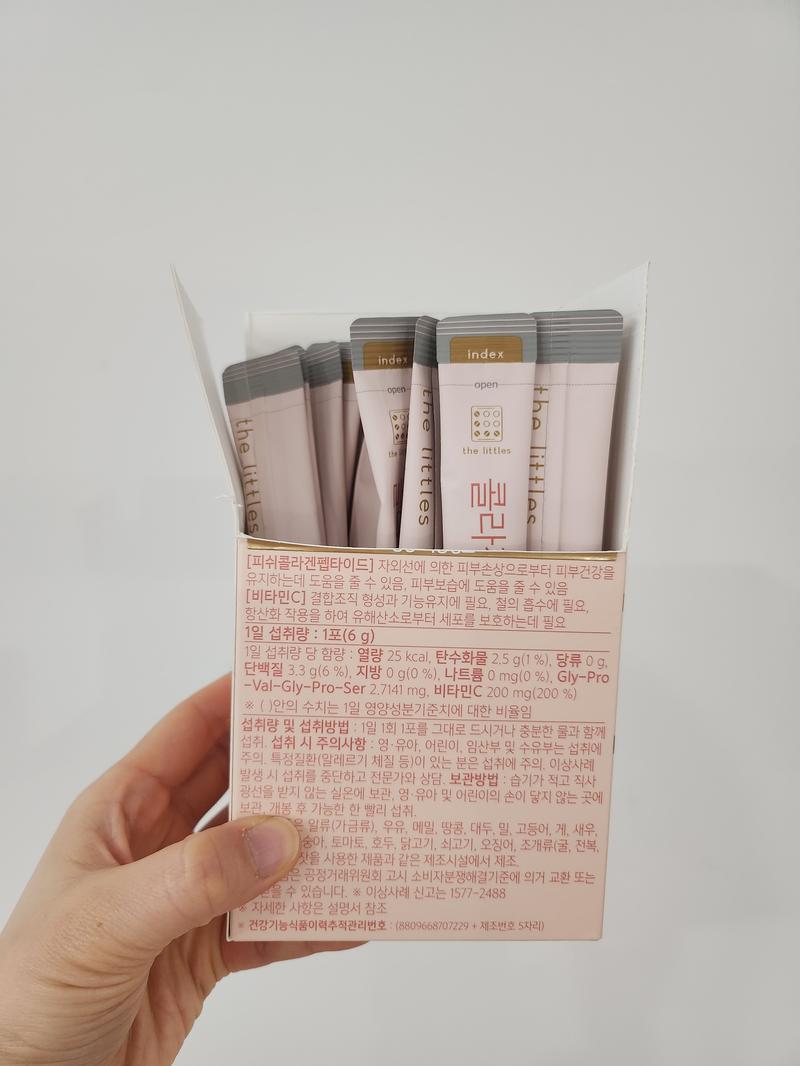 index
index
open
open
the littles
the littles
the littles
the littles
the littles
콜라
[피쉬콜라겐펩타이드] 자외선에 의한 피부손상으로부터 피부건강을
유지하는데 도움을 줄 수 있음, 피부보습에 도움을 줄 수 있음
[비타민C] 결합조직 형성과 기능유지에 필요, 철의 흡수에 필요,
항산화 작용을 하여 유해산소로부터 세포를 보호하는데 필요
1일 섭취량 : 1포(6 g)
1일 섭취량 당 함량 : 열량 25 kcal, 탄수화물 2.5 g(1 %), 당류 0 g,
단백질 3.3 g(6 %), 지방 0 g(0 %), 나트륨 0 mg(0 %), Gly-Pro
-Val-Gly-Pro-Ser 2.7141 mg, 비타민C 200 mg(200 %)
※ ( )안의 수치는 1일 영양성분기준치에 대한 비율임
섭취량 및 섭취방법 : 1일 1회 1포를 그대로 드시거나 충분한 물과 함께
섭취. 섭취 시 주의사항 : 영·유아, 어린이, 임산부 및 수유부는 섭취에
주의. 특정질환(알레르기 체질 등)이 있는 분은 섭취에 주의. 이상사례
발생 시 섭취를 중단하고 전문가와 상담. 보관방법 : 습기가 적고 직사
광선을 받지 않는 실온에 보관, 영·유아 및 어린이의 손이 닿지 않는 곳에
보관, 개봉 후 가능한 한 빨리 섭취.
은 알류(가금류), 우유, 메밀, 땅콩, 대두, 밀, 고등어, 게, 새우,
숭아, 토마토, 호두, 닭고기, 쇠고기, 오징어, 조개류(굴, 전복,
잣을 사용한 제품과 같은 제조시설에서 제조.
은 공정거래위원회 고시 소비자분쟁해결기준에 의거 교환 또는
을 수 있습니다. ※ 이상사례 신고는 1577-2488
※ 자세한 사항은 설명서 참조
※ 건강기능식품이력추적관리번호 : (8809668707229 + 제조번호 5자리)